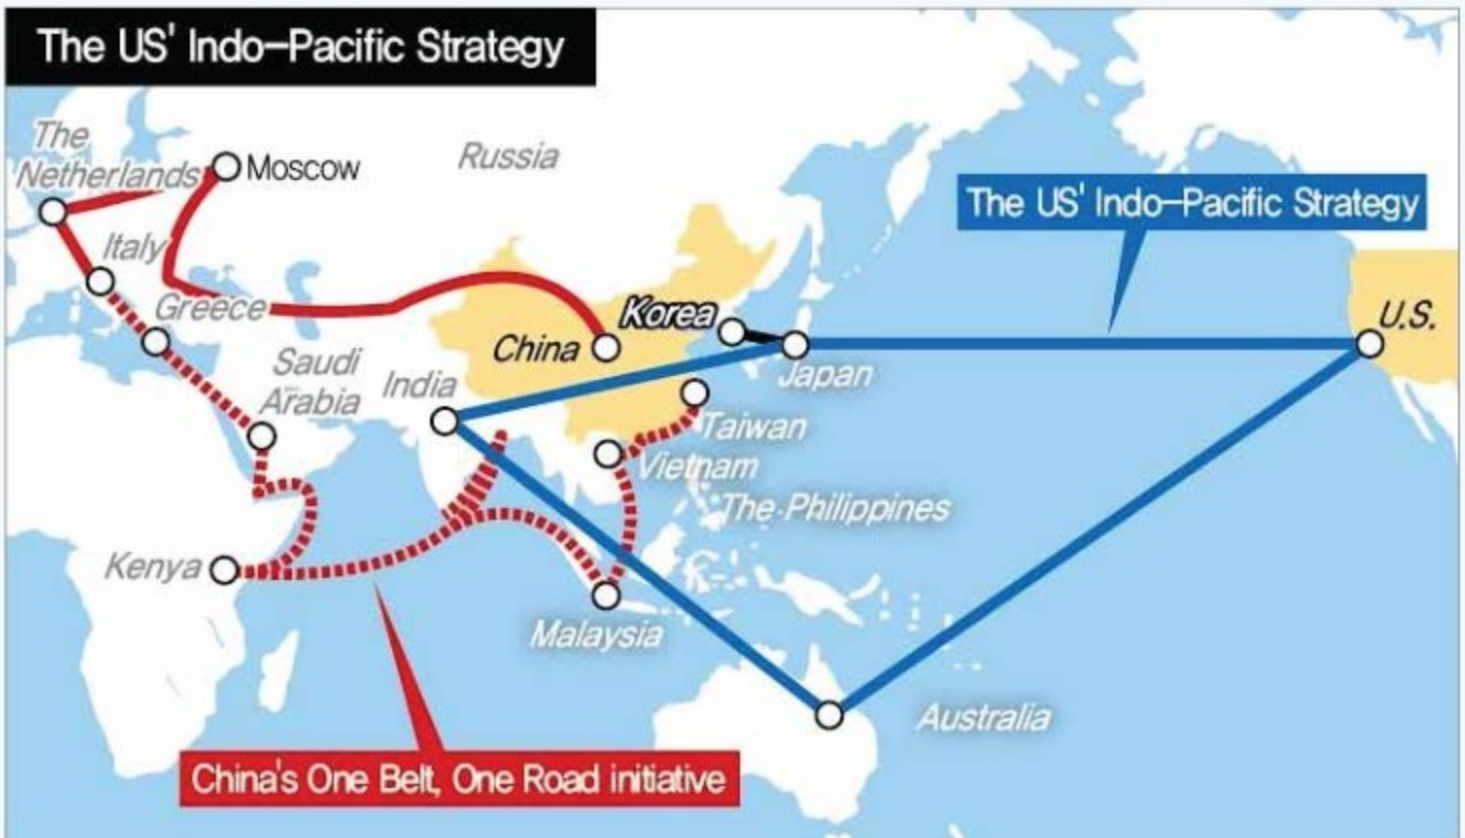 The US' Indo-Pacific Strategy
The
Netherlands
Moscow
Russia
The US' Indo-Pacific Strategy
Italy
Greece
Korea
U.S.
China
Saudi
Arabia
India
Japan
Taiwan
Vietnam
The Philippines
Kenya
Malaysia
Australia
China's One Belt, One Road initiative